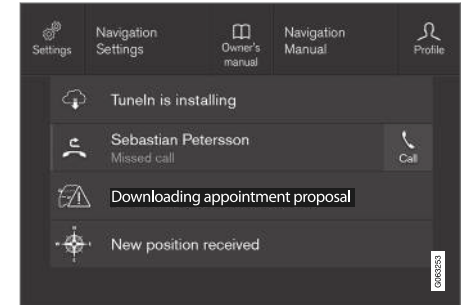 Settings
Navigation
Settings
Owner's
manual
Navigation
Manual
Profile
TuneIn is installing
Sebastian Petersson
Missed call
Call
Downloading appointment proposal
New position received
G063253